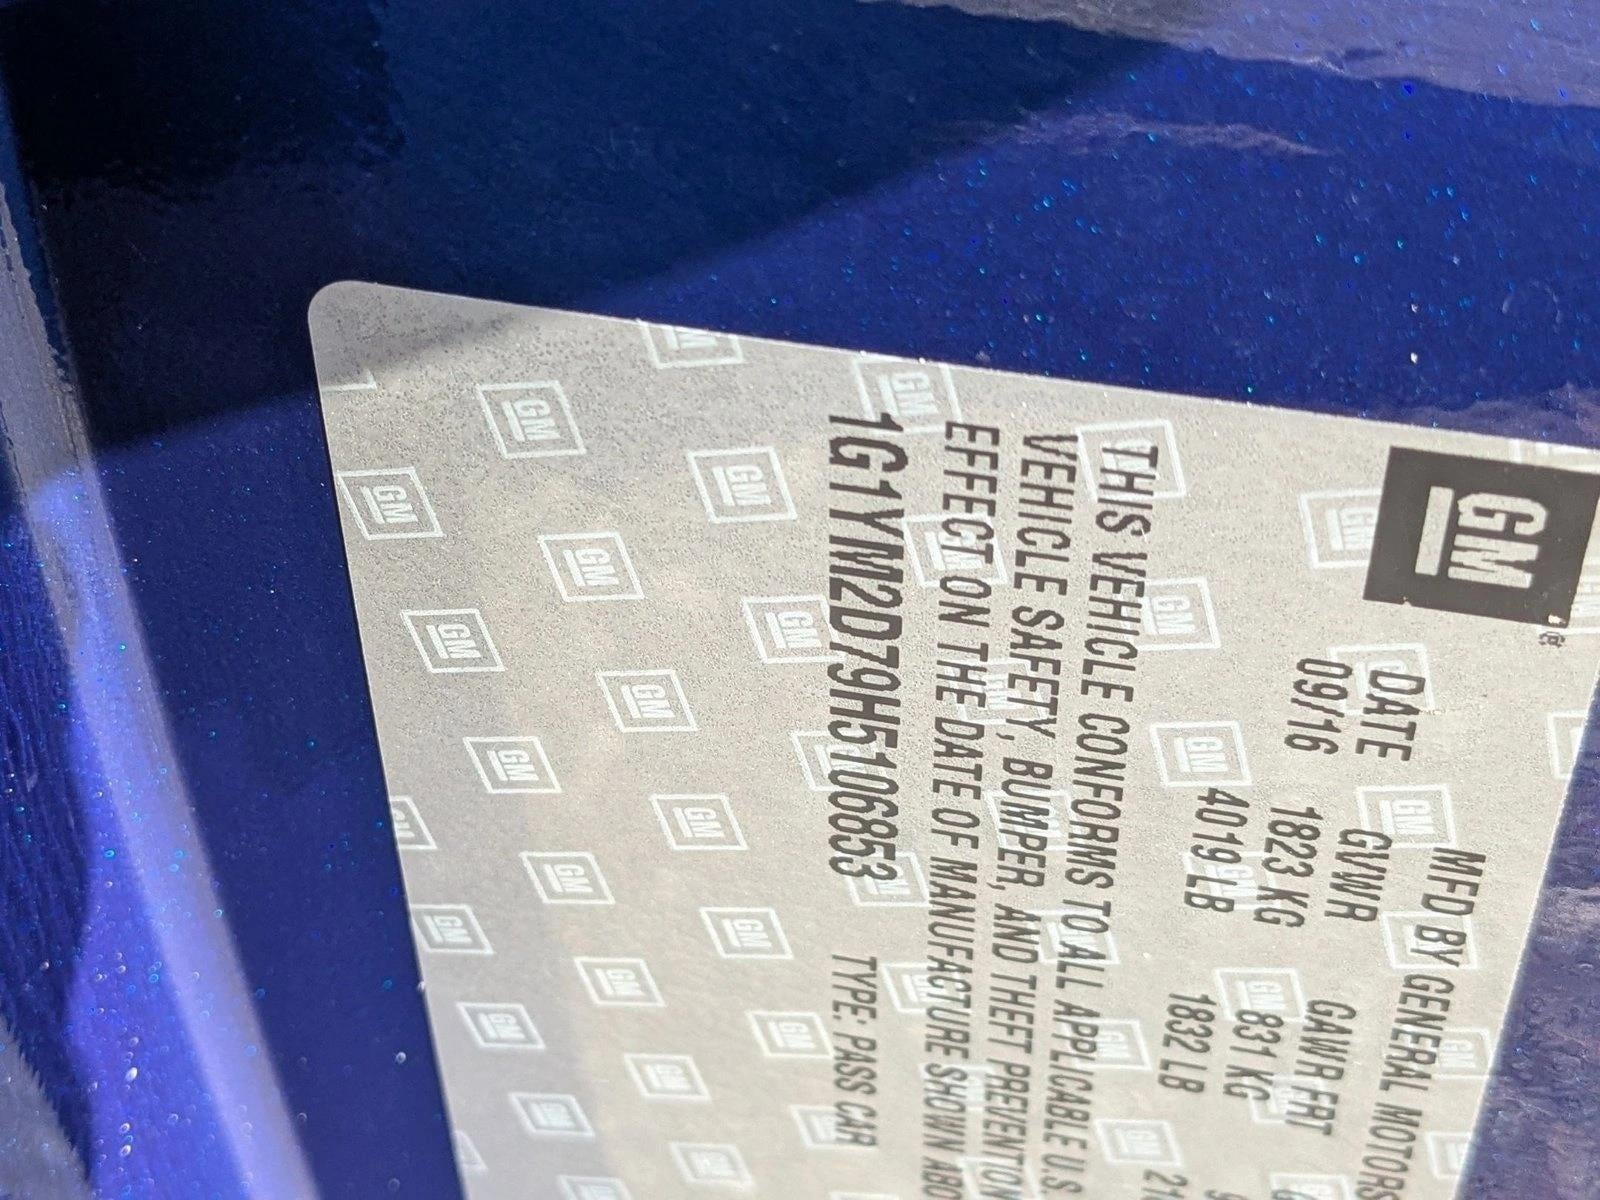 GM
MFD BY GENERAL MOTORS
DATE GVWR GAWR FRT
09/16 1823 KG 831 KG
4019 LB 1832 LB
THIS VEHICLE CONFORMS TO ALL APPLICABLE U.S.
VEHICLE SAFETY, BUMPER, AND THEFT PREVENTION
EFFECT ON THE DATE OF MANUFACTURE SHOWN ABO
1G1YM2D79H5106853 TYPE: PASS CAR